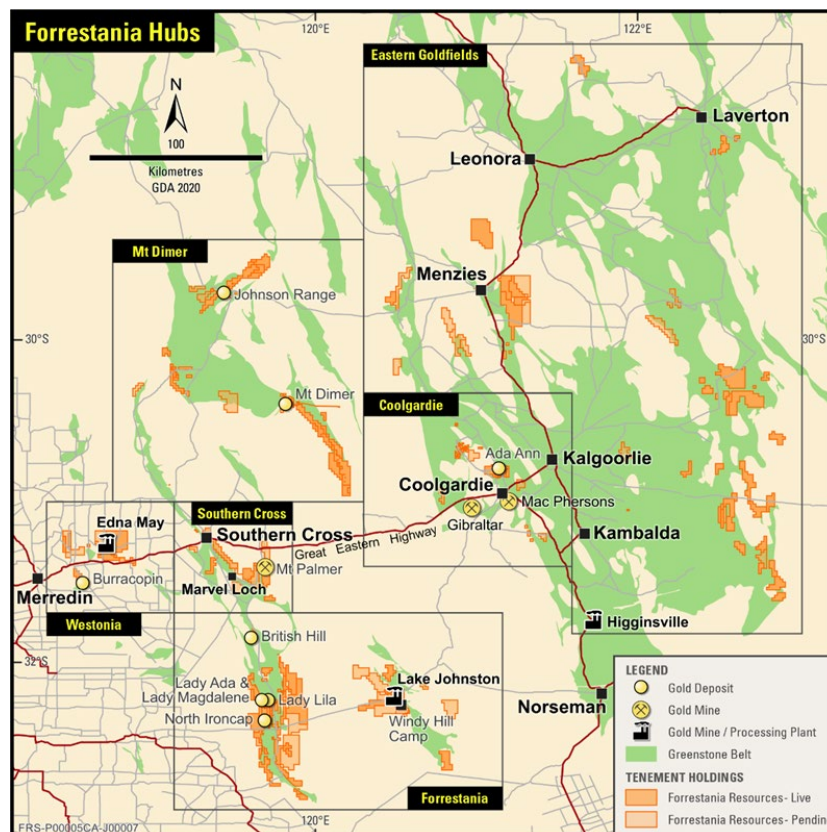 Forrestania Hubs
120°E
122°E
N
100
Kilometres
GDA 2020
Eastern Goldfields
Laverton
Leonora
Mt Dimer
Menzies
Johnson Range
30°S
30°S
Mt Dimer
Coolgardie
Ada Ann
Kalgoorlie
Coolgardie
Mac Phersons
Gibraltar
Southern Cross
Edna May
Southern Cross
Great Eastern Highway
Kambalda
Mt Palmer
Burracopin
Marvel Loch
Merredin
Westonia
Higginsville
British Hill
32°S
Lady Ada &
Lady Magdalene
Lady Lila
North Ironcap
Lake Johnston
Windy Hill
Camp
Norseman
Forrestania
LEGEND
Gold Deposit
Gold Mine
Gold Mine / Processing Plant
Greenstone Belt
TENEMENT HOLDINGS
Forrestania Resources- Live
Forrestania Resources- Pendin
FRS-P00005CA-J00007
120°E